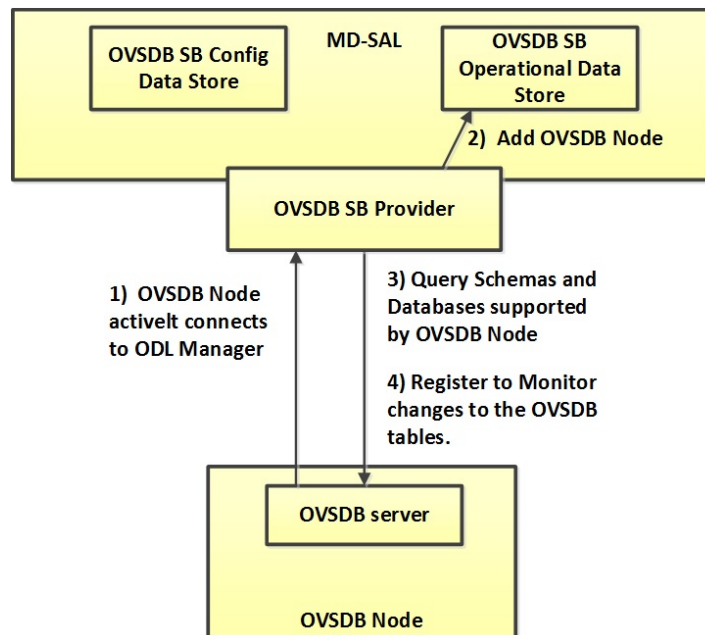 MD-SAL
OVSDB SB Config
Data Store
OVSDB SB
Operational Data
Store
2) Add OVSDB Node
OVSDB SB Provider
1) OVSDB Node
activelt connects
to ODL Manager
3) Query Schemas and
Databases supported
by OVSDB Node
4) Register to Monitor
changes to the OVSDB
tables.
OVSDB server
OVSDB Node